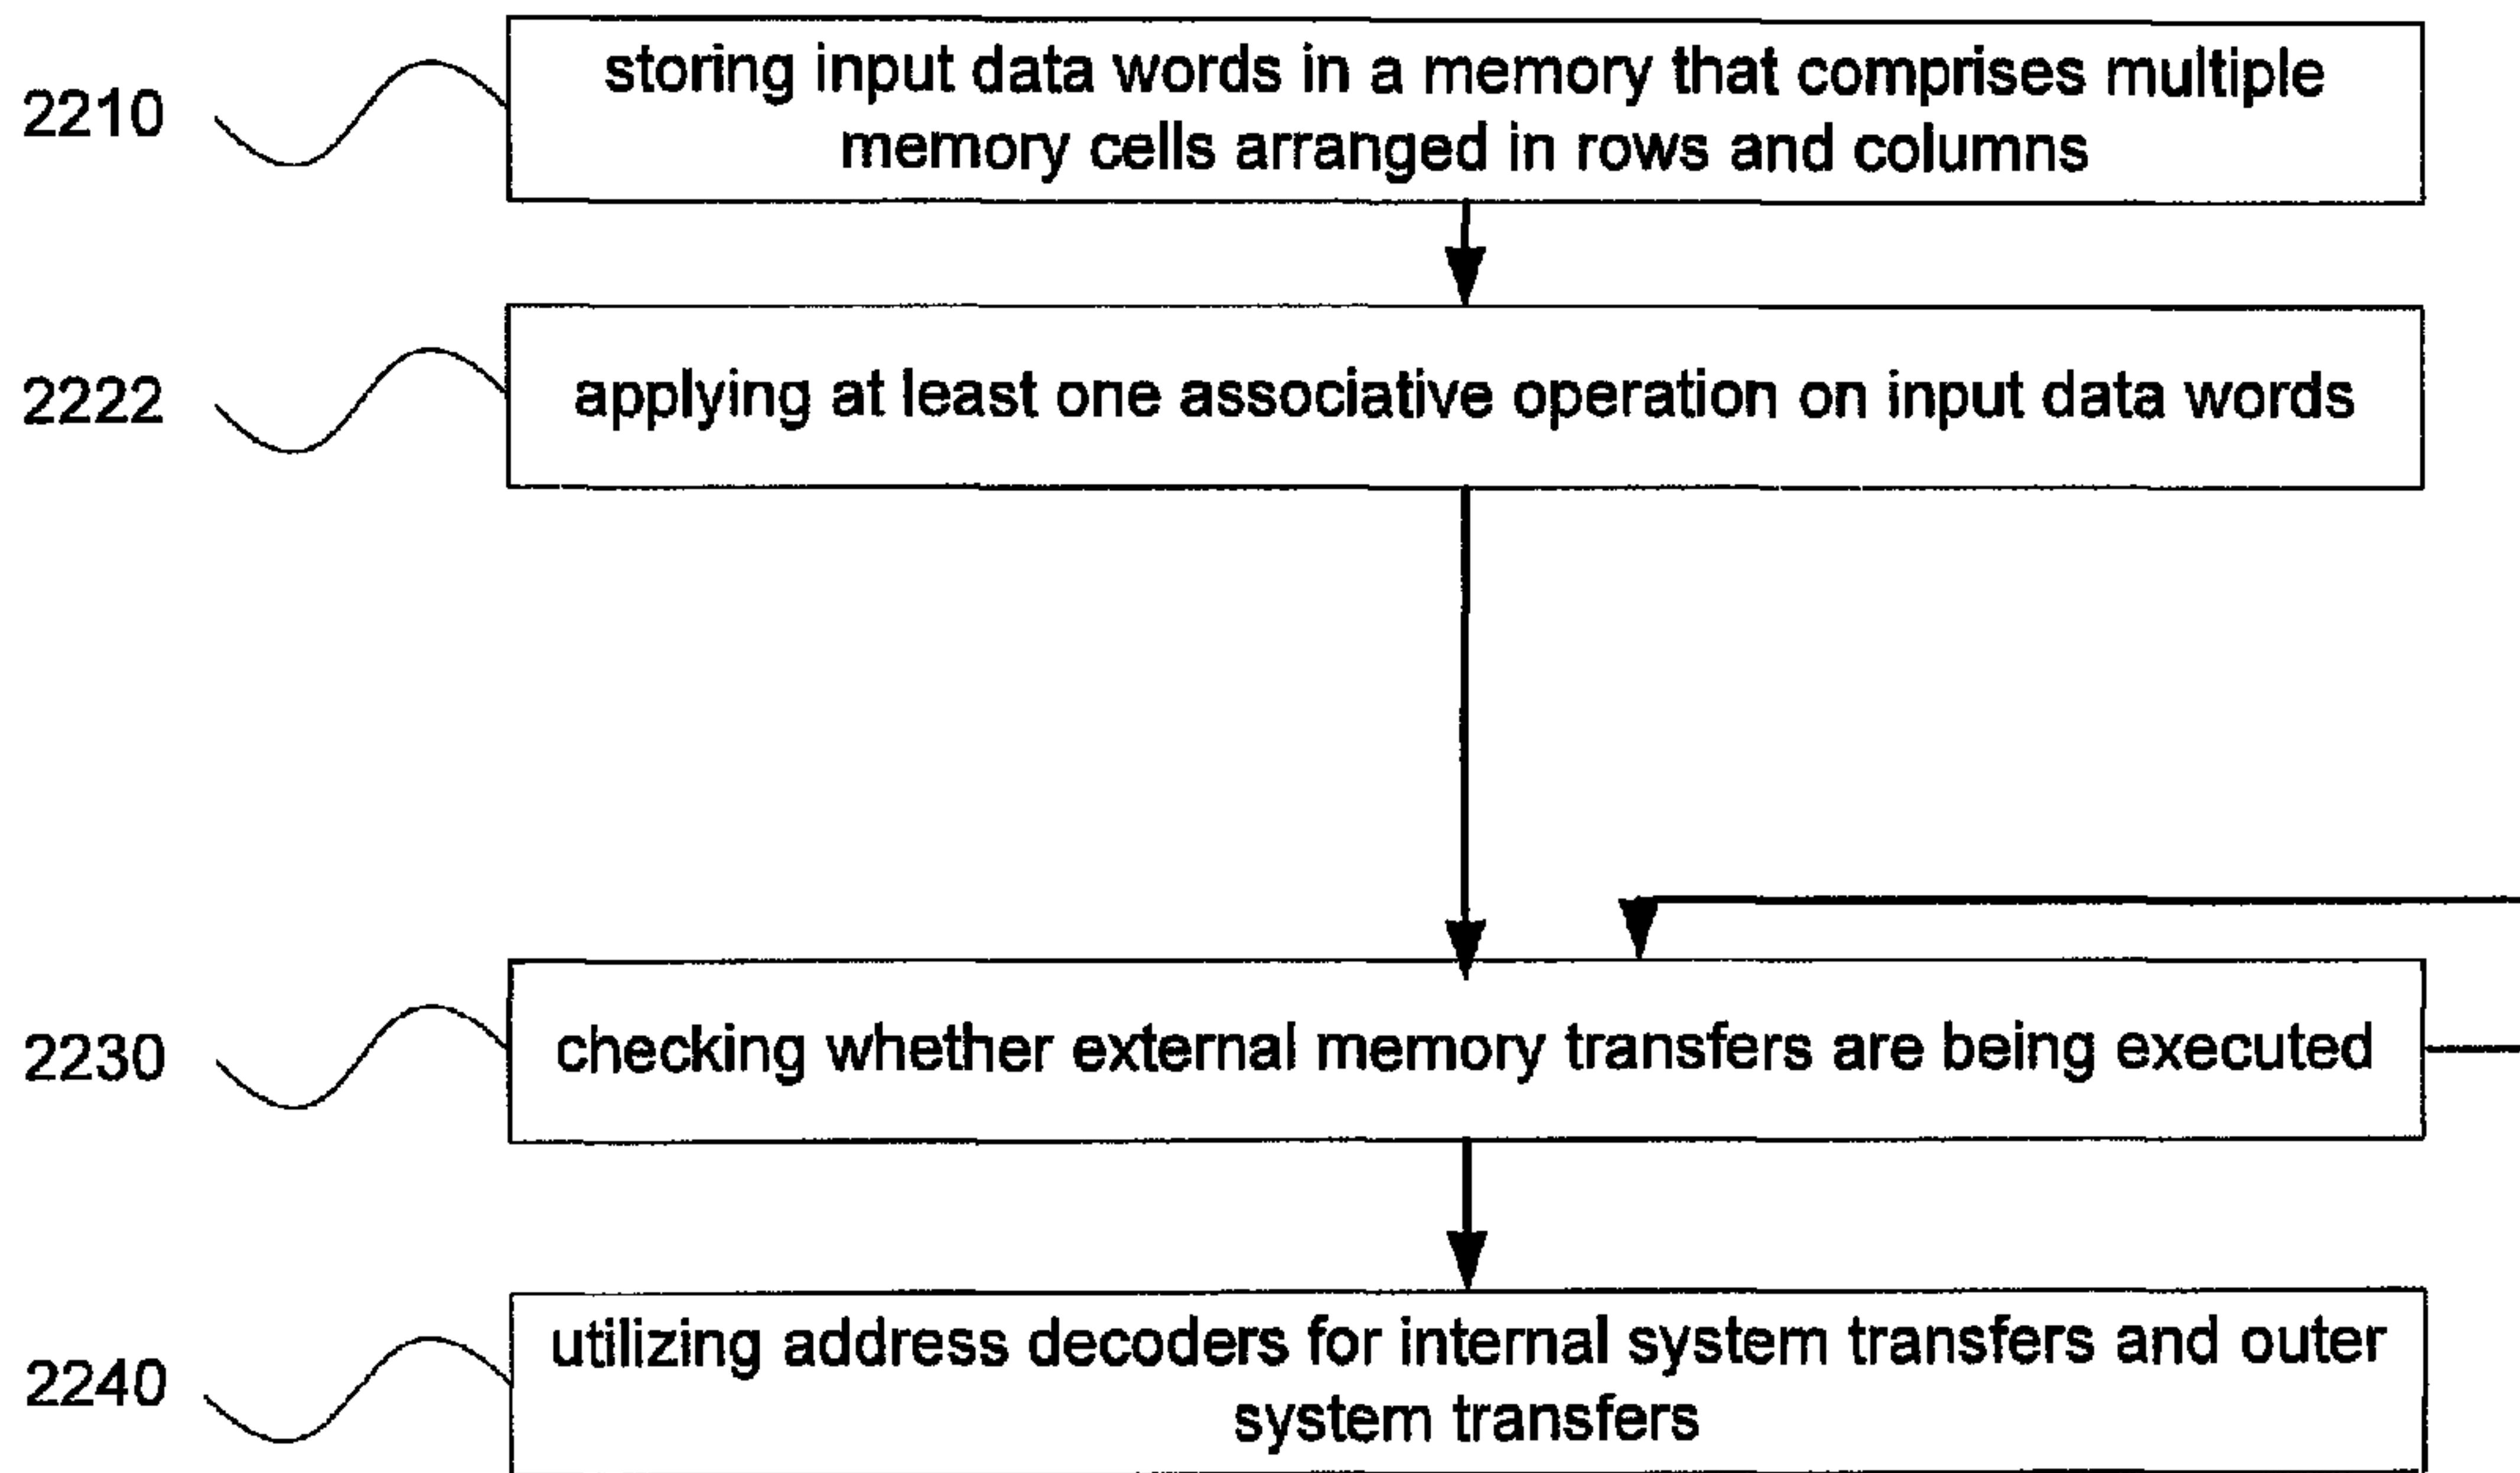 2210
storing input data words in a memory that comprises multiple
memory cells arranged in rows and columns
2222
applying at least one associative operation on input data words
2230
checking whether external memory transfers are being executed
2240
utilizing address decoders for internal system transfers and outer
system transfers